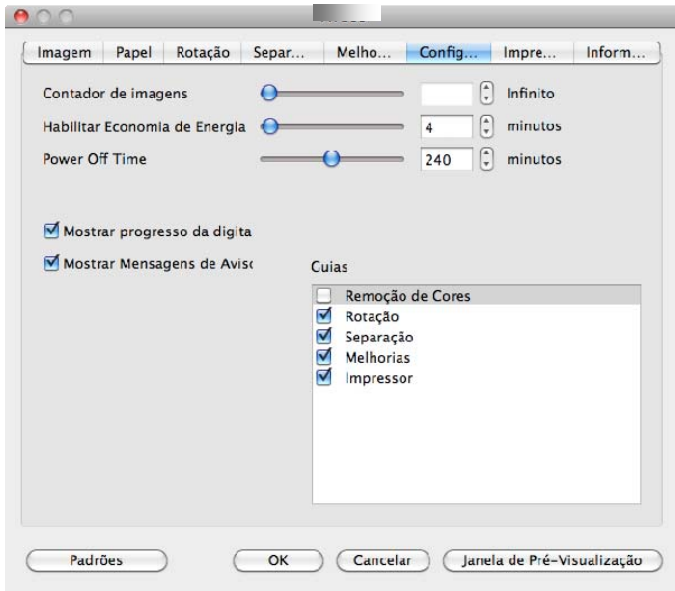 Imagem Papel Rotação Separ... Melho... Config... Impre... Inform...
Contador de imagens Infinito
Habilitar Economia de Energia 4 minutos
Power Off Time 240 minutos
Mostrar progresso da digita
Mostrar Mensagens de Aviso
Guias
Remoção de Cores
Rotação
Separação
Melhorias
Impressor
Padrões OK Cancelar Janela de Pré-Visualização